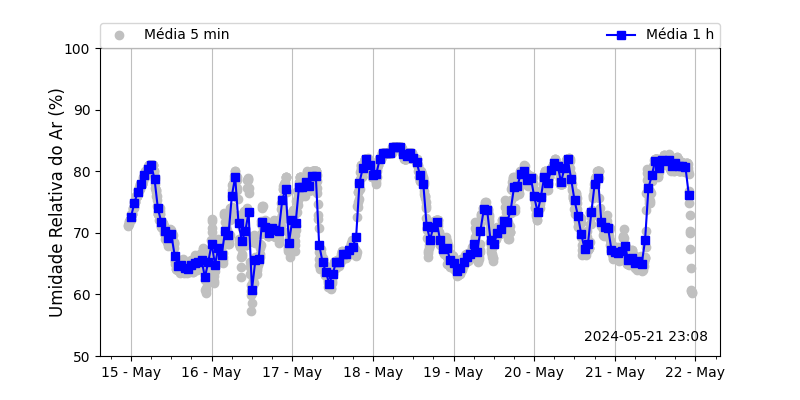 Média 5 min
Média 1 h
Umidade Relativa do Ar (%)
100
90
80
70
60
50
2024-05-21 23:08
15 - May
16 - May
17 - May
18 - May
19 - May
20 - May
21 - May
22 - May